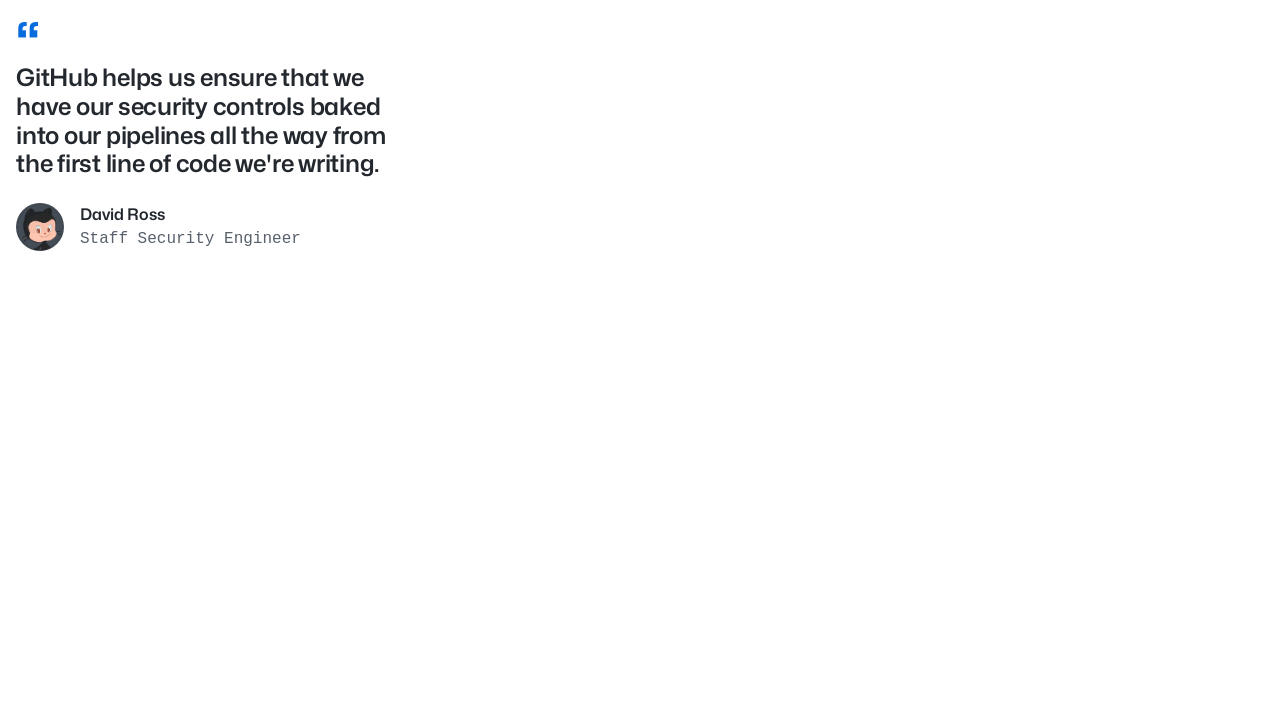 “
GitHub helps us ensure that we
have our security controls baked
into our pipelines all the way from
the first line of code we're writing.
David Ross
Staff Security Engineer